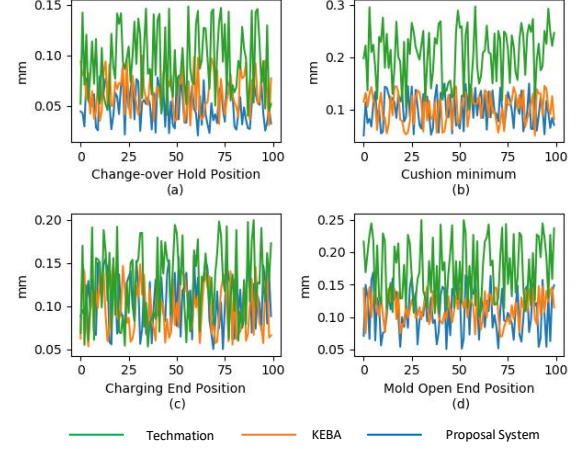 0.15
0.10
0.05
mm
0 25 50 75 100
Change-over Hold Position
(a)
0.3
0.2
0.1
mm
0 25 50 75 100
Cushion minimum
(b)
0.20
0.15
0.10
0.05
mm
0 25 50 75 100
Charging End Position
(c)
0.25
0.20
0.15
0.10
0.05
mm
0 25 50 75 100
Mold Open End Position
(d)
Techmation KEBA Proposal System